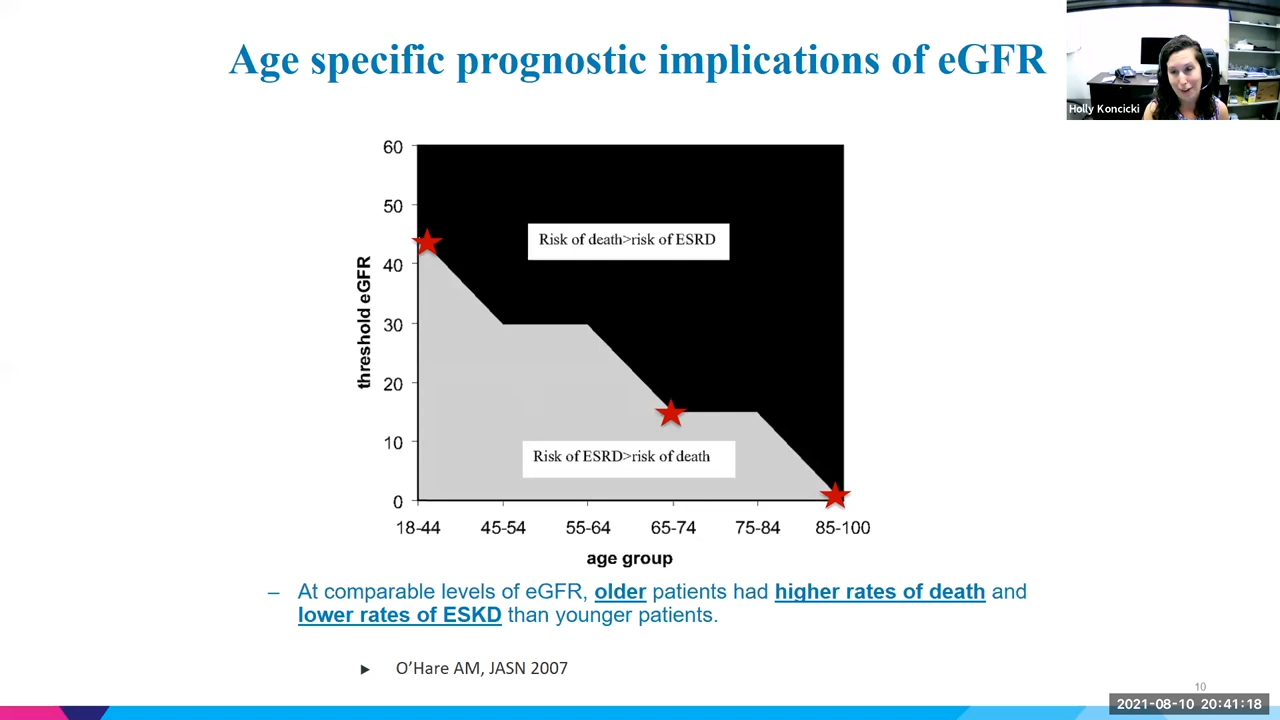 Age specific prognostic implications of eGFR
Holly Koncicki
60
50
40
30
20
10
0
threshold eGFR
Risk of death>risk of ESRD
Risk of ESRD>risk of death
18-44 45-54 55-64 65-74 75-84 85-100
age group
– At comparable levels of eGFR, older patients had higher rates of death and
lower rates of ESKD than younger patients.
► O’Hare AM, JASN 2007
10
2021-08-10 20:41:18